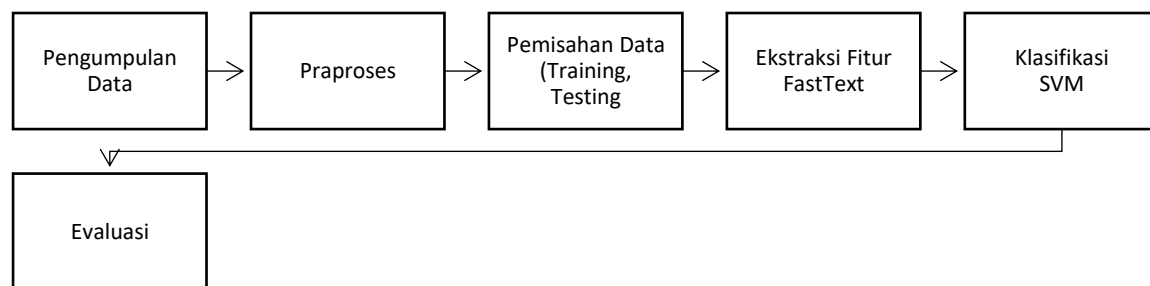 Pengumpulan
Data
Praproses
Pemisahan Data
(Training,
Testing
Ekstraksi Fitur
FastText
Klasifikasi
SVM
Evaluasi